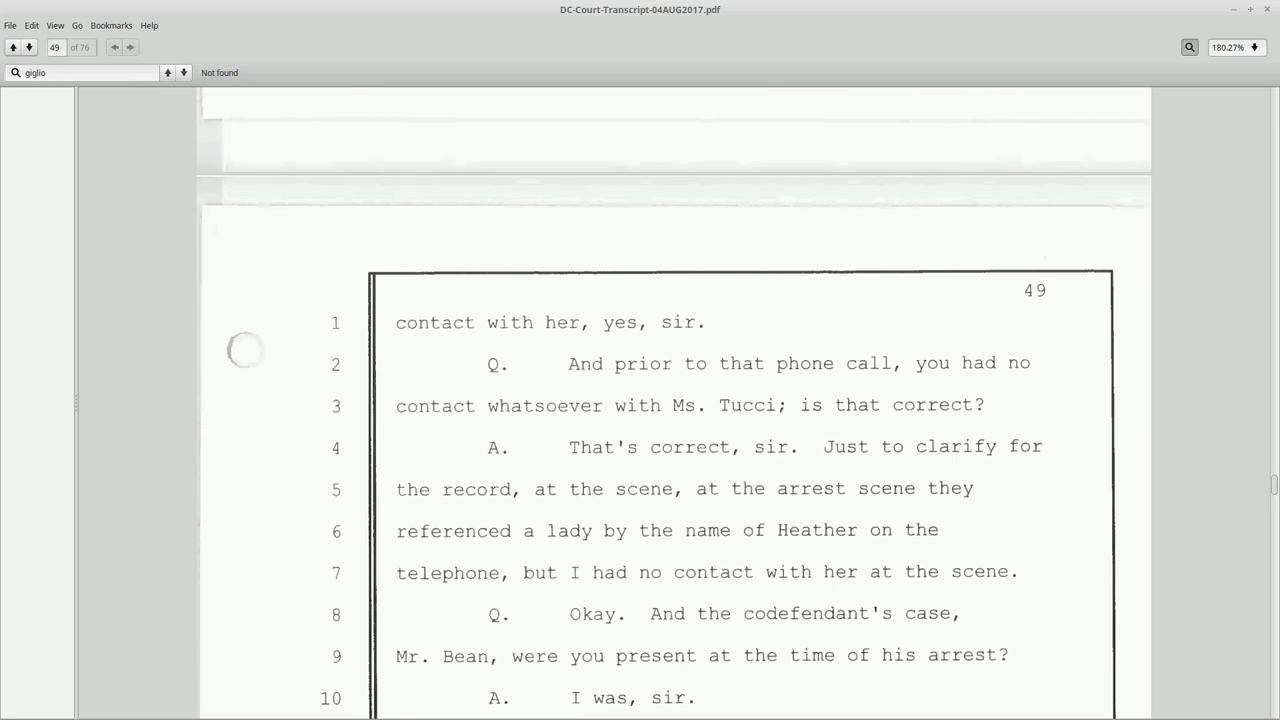 DC-Court-Transcript-04AUG2017.pdf
File Edit View Go Bookmarks Help
49 of 76
180.27%
giglio
Not found
49
1 contact with her, yes, sir.
2 Q. And prior to that phone call, you had no
3 contact whatsoever with Ms. Tucci; is that correct?
4 A. That's correct, sir. Just to clarify for
5 the record, at the scene, at the arrest scene they
6 referenced a lady by the name of Heather on the
7 telephone, but I had no contact with her at the scene.
8 Q. Okay. And the codefendant's case,
9 Mr. Bean, were you present at the time of his arrest?
10 A. I was, sir.